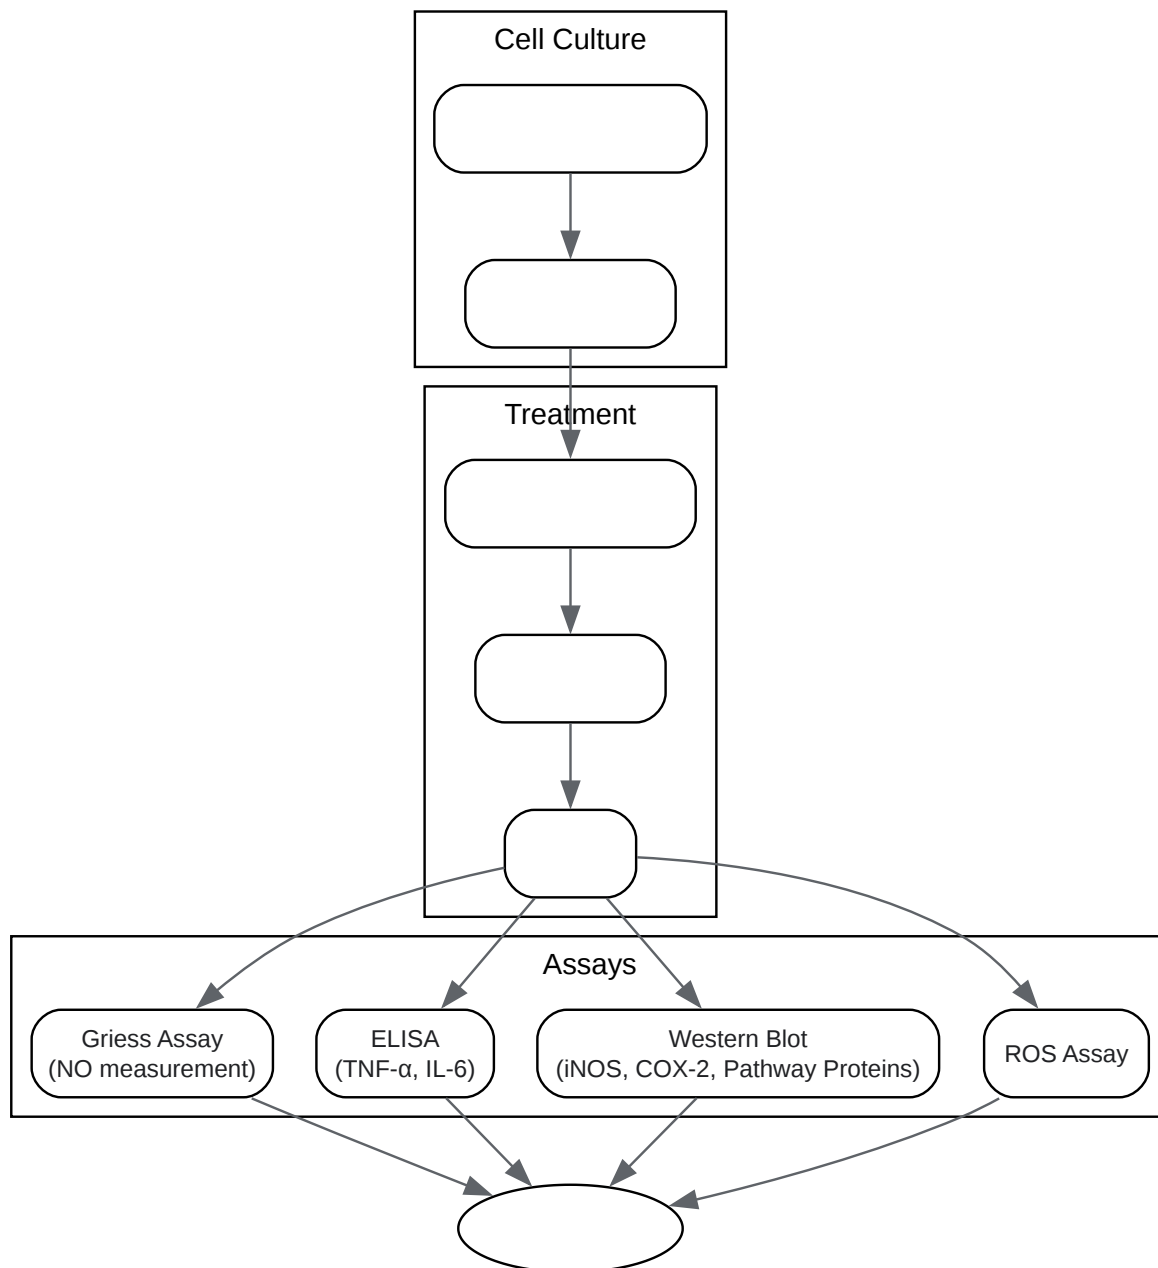 Cell Culture
Treatment
Assays
Griess Assay
(NO measurement)
ELISA
(TNF-α, IL-6)
Western Blot
(iNOS, COX-2, Pathway Proteins)
ROS Assay